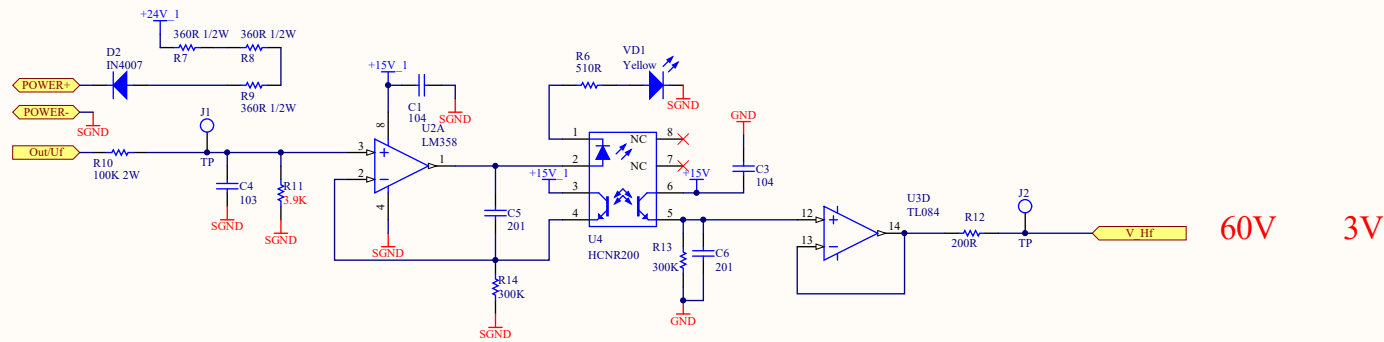 +24V_1
360R 1/2W
360R 1/2W
R7
R8
D2
IN4007
POWER+
R9
360R 1/2W
POWER-
SGND
+15V_1
C1
104
SGND
R6
510R
VD1
Yellow
SGND
J1
TP
Out/Uf
R10
100K 2W
C4
103
SGND
R11
3.9K
SGND
8
U2A
LM358
3
2
1
4
SGND
C5
201
R14
300K
SGND
1
2
3
4
+15V_1
NC
NC
8
7
6
5
U4
HCNR200
+15V
GND
C3
104
R13
300K
C6
201
GND
12
13
14
U3D
TL084
R12
200R
J2
TP
V_Hf
60V
3V